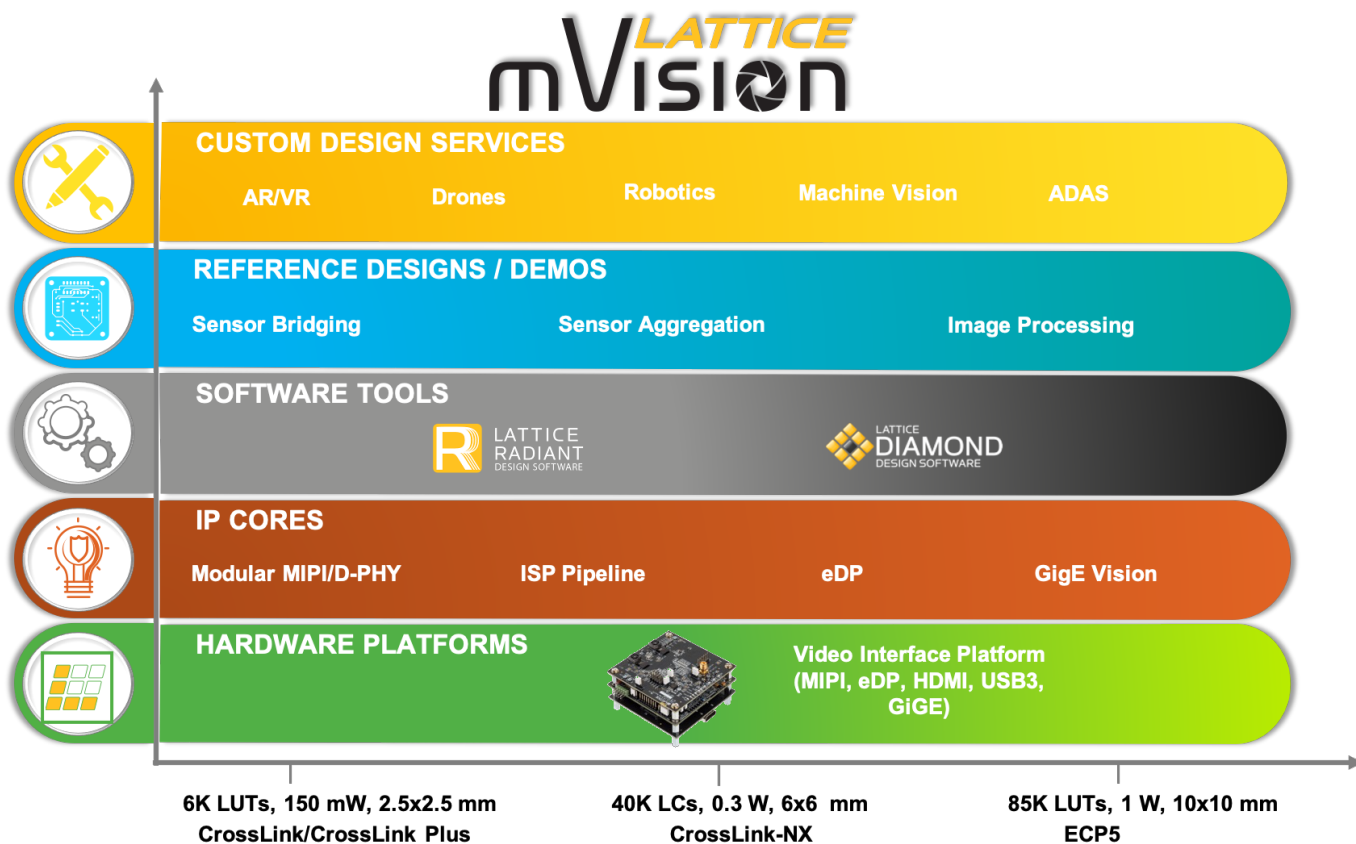 LATTICE
mVision
CUSTOM DESIGN SERVICES
AR/VR
Drones
Robotics
Machine Vision
ADAS
REFERENCE DESIGNS / DEMOS
Sensor Bridging
Sensor Aggregation
Image Processing
SOFTWARE TOOLS
R
LATTICE
RADIANT
DESIGN SOFTWARE
LATTICE
DIAMOND
DESIGN SOFTWARE
IP CORES
Modular MIPI/D-PHY
ISP Pipeline
eDP
GigE Vision
HARDWARE PLATFORMS
Video Interface Platform
(MIPI, eDP, HDMI, USB3,
GiGE)
6K LUTs, 150 mW, 2.5x2.5 mm
CrossLink/CrossLink Plus
40K LCs, 0.3 W, 6x6 mm
CrossLink-NX
85K LUTs, 1 W, 10x10 mm
ECP5